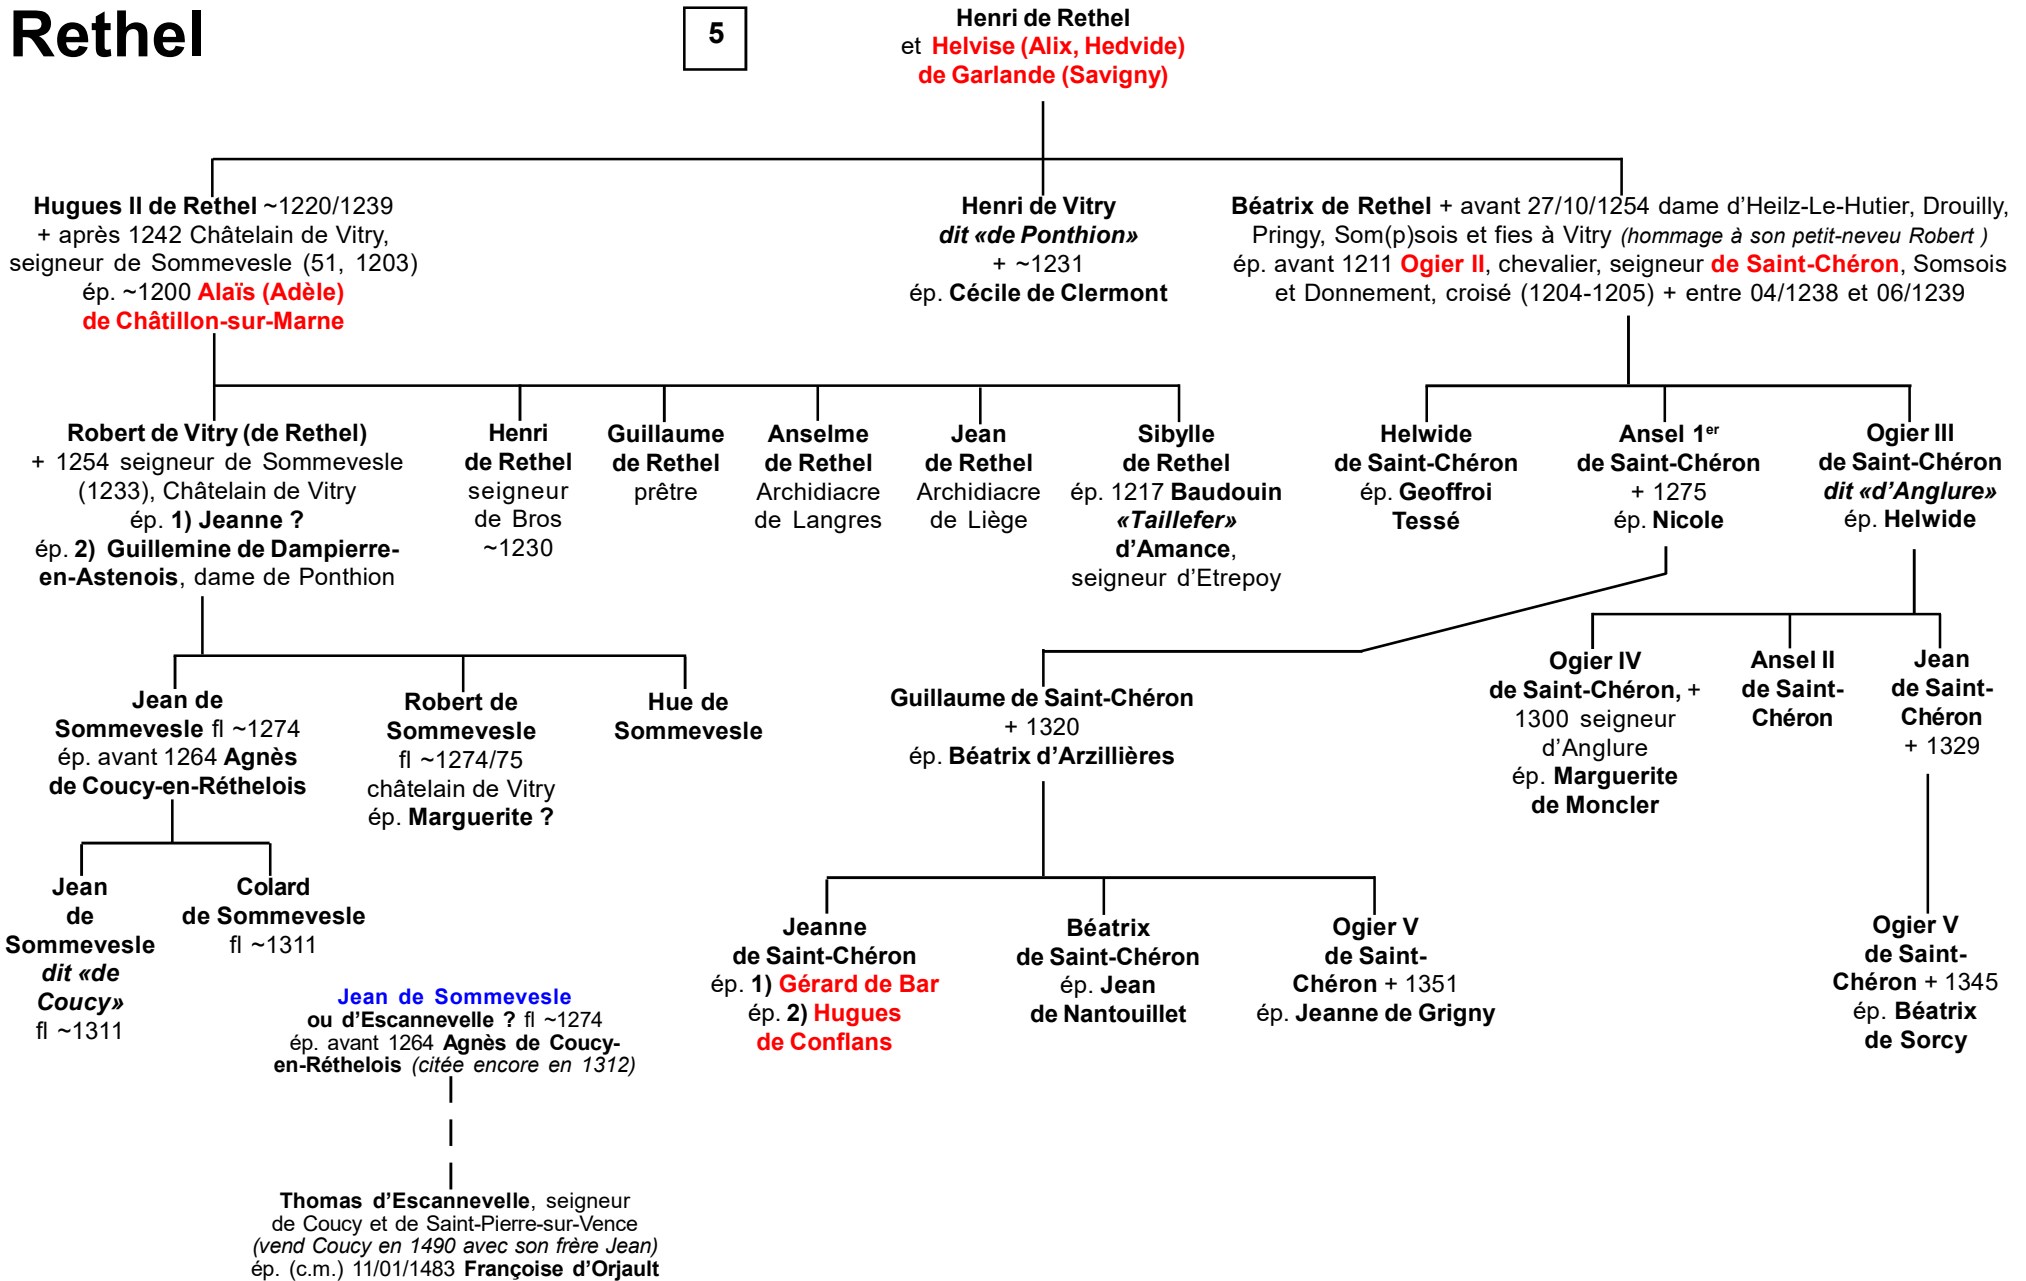 Rethel
5
Henri de Rethel
et Helvise (Alix, Hedvide)
de Garlande (Savigny)
Hugues II de Rethel ~1220/1239
+ après 1242 Châtelain de Vitry,
seigneur de Sommevesle (51, 1203)
ép. ~1200 Alaïs (Adèle)
de Châtillon-sur-Marne
Henri de Vitry
dit «de Ponthion»
+ ~1231
ép. Cécile de Clermont
Béatrix de Rethel + avant 27/10/1254 dame d'Heilz-Le-Hutier, Drouilly,
Pringy, Som(p)sois et fies à Vitry (hommage à son petit-neveu Robert )
ép. avant 1211 Ogier II, chevalier, seigneur de Saint-Chéron, Somsois
et Donnement, croisé (1204-1205) + entre 04/1238 et 06/1239
Robert de Vitry (de Rethel)
+ 1254 seigneur de Sommevesle
(1233), Châtelain de Vitry
ép. 1) Jeanne ?
ép. 2) Guillemine de Dampierre-
en-Astenois, dame de Ponthion
Henri
de Rethel
seigneur
de Bros
~1230
Guillaume
de Rethel
prêtre
Anselme
de Rethel
Archidiacre
de Langres
Jean
de Rethel
Archidiacre
de Liège
Sibylle
de Rethel
ép. 1217 Baudouin
«Taillefer»
d'Amance,
seigneur d'Etrepoy
Helwide
de Saint-Chéron
ép. Geoffroi
Tessé
Ansel 1er
de Saint-Chéron
+ 1275
ép. Nicole
Ogier III
de Saint-Chéron
dit «d'Anglure»
ép. Helwide
Jean de
Sommevesle fl ~1274
ép. avant 1264 Agnès
de Coucy-en-Réthelois
Robert de
Sommevesle
fl ~1274/75
châtelain de Vitry
ép. Marguerite ?
Hue de
Sommevesle
Guillaume de Saint-Chéron
+ 1320
ép. Béatrix d'Arzillières
Ogier IV
de Saint-Chéron, +
1300 seigneur
d'Anglure
ép. Marguerite
de Moncler
Ansel II
de Saint-
Chéron
Jean
de Saint-
Chéron
+ 1329
Jean
de
Sommevesle
dit «de
Coucy»
fl ~1311
Colard
de Sommevesle
fl ~1311
Jeanne
de Saint-Chéron
ép. 1) Gérard de Bar
ép. 2) Hugues
de Conflans
Béatrix
de Saint-Chéron
ép. Jean
de Nantouillet
Ogier V
de Saint-
Chéron + 1351
ép. Jeanne de Grigny
Ogier V
de Saint-
Chéron + 1345
ép. Béatrix
de Sorcy
Jean de Sommevesle
ou d'Escannevelle ? fl ~1274
ép. avant 1264 Agnès de Coucy-
en-Réthelois (citée encore en 1312)
Thomas d'Escannevelle, seigneur
de Coucy et de Saint-Pierre-sur-Vence
(vend Coucy en 1490 avec son frère Jean)
ép. (c.m.) 11/01/1483 Françoise d'Orjault